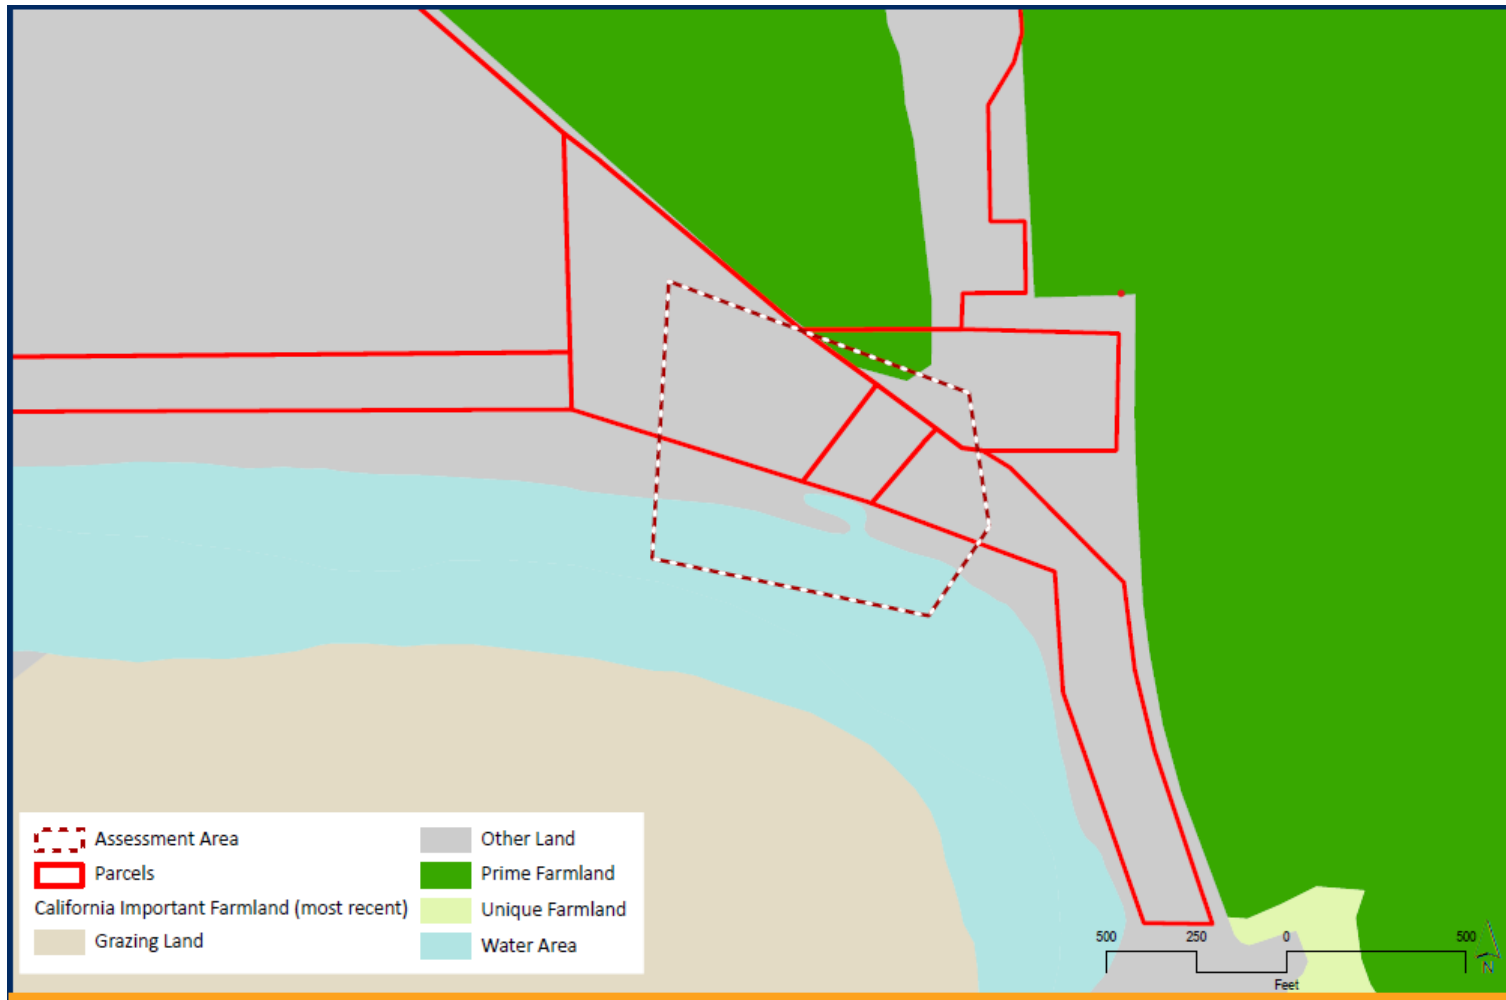 Assessment Area
Parcels
California Important Farmland (most recent)
Grazing Land
Other Land
Prime Farmland
Unique Farmland
Water Area
500 250 0 500
Feet
N